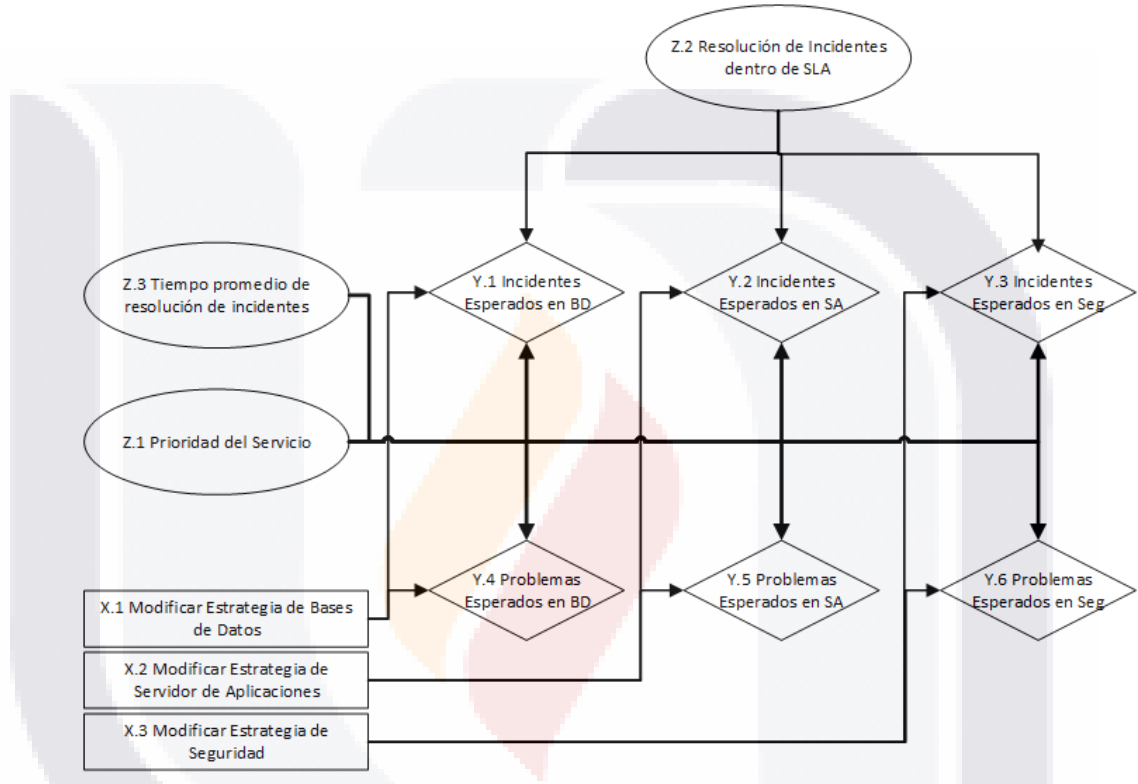 Z.2 Resolución de Incidentes
dentro de SLA
Z.3 Tiempo promedio de
resolución de incidentes
Y.1 Incidentes
Esperados en BD
Y.2 Incidentes
Esperados en SA
Y.3 Incidentes
Esperados en Seg
Z.1 Prioridad del Servicio
Y.4 Problemas
Esperados en BD
Y.5 Problemas
Esperados en SA
Y.6 Problemas
Esperados en Seg
X.1 Modificar Estrategia de Bases
de Datos
X.2 Modificar Estrategia de
Servidor de Aplicaciones
X.3 Modificar Estrategia de
Seguridad